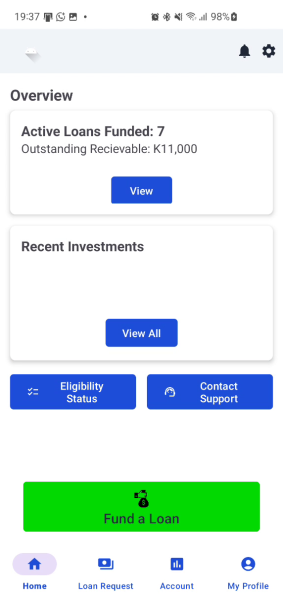 19:37
98%
Overview
Active Loans Funded: 7
Outstanding Recievable: K11,000
View
Recent Investments
View All
Eligibility
Status
Contact
Support
Fund a Loan
Home
Loan Request
Account
My Profile